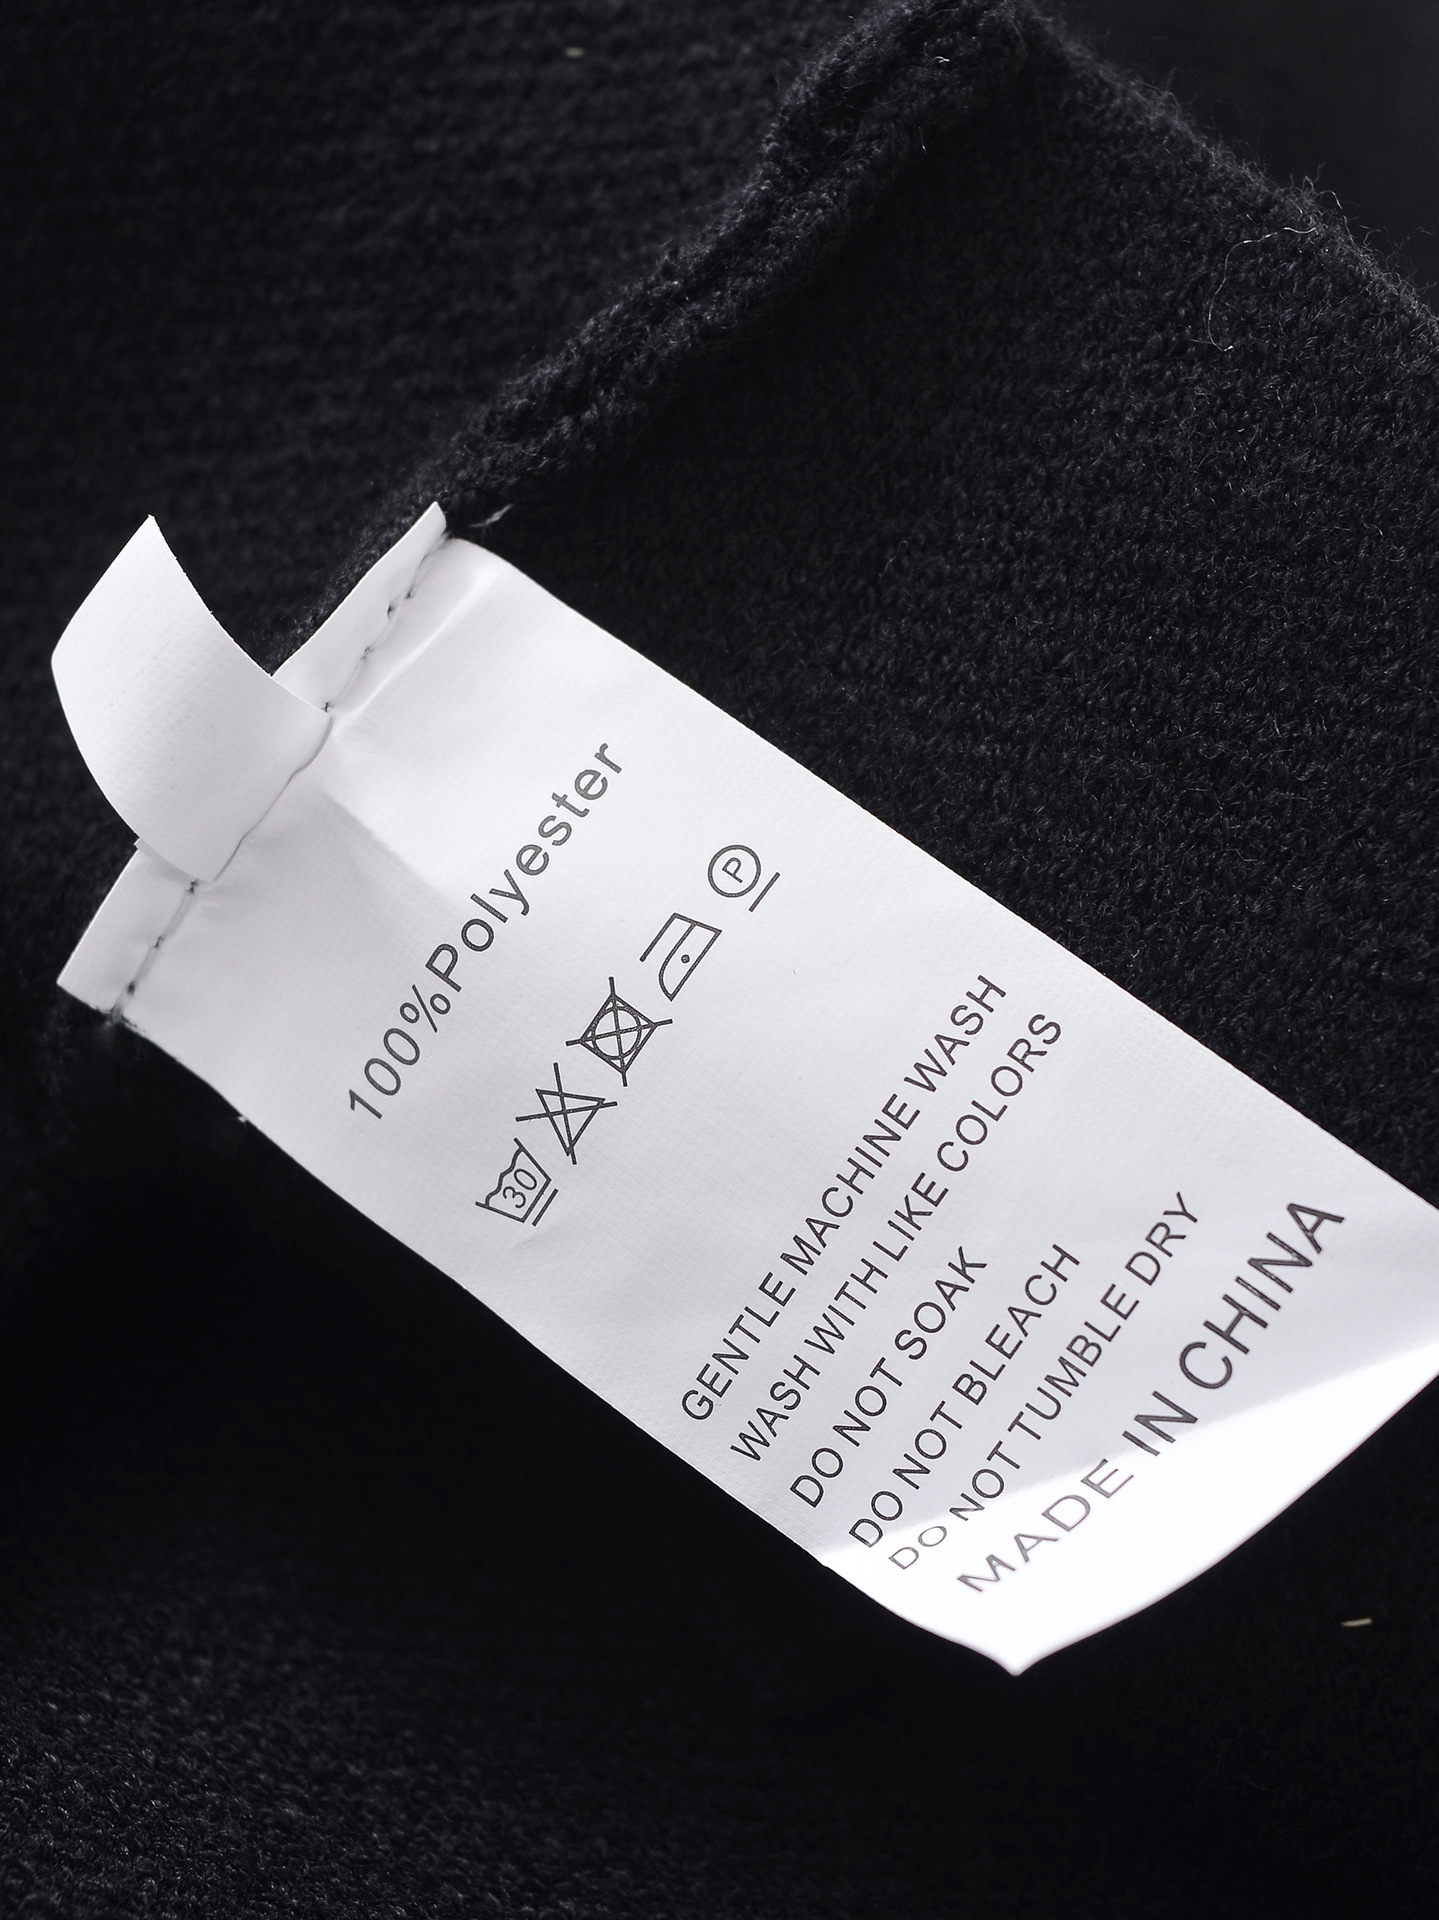 100%Polyester
30 P
GENTLE MACHINE WASH
WASH WITH LIKE COLORS
DO NOT SOAK
DO NOT BLEACH
DO NOT TUMBLE DRY
MADE IN CHINA